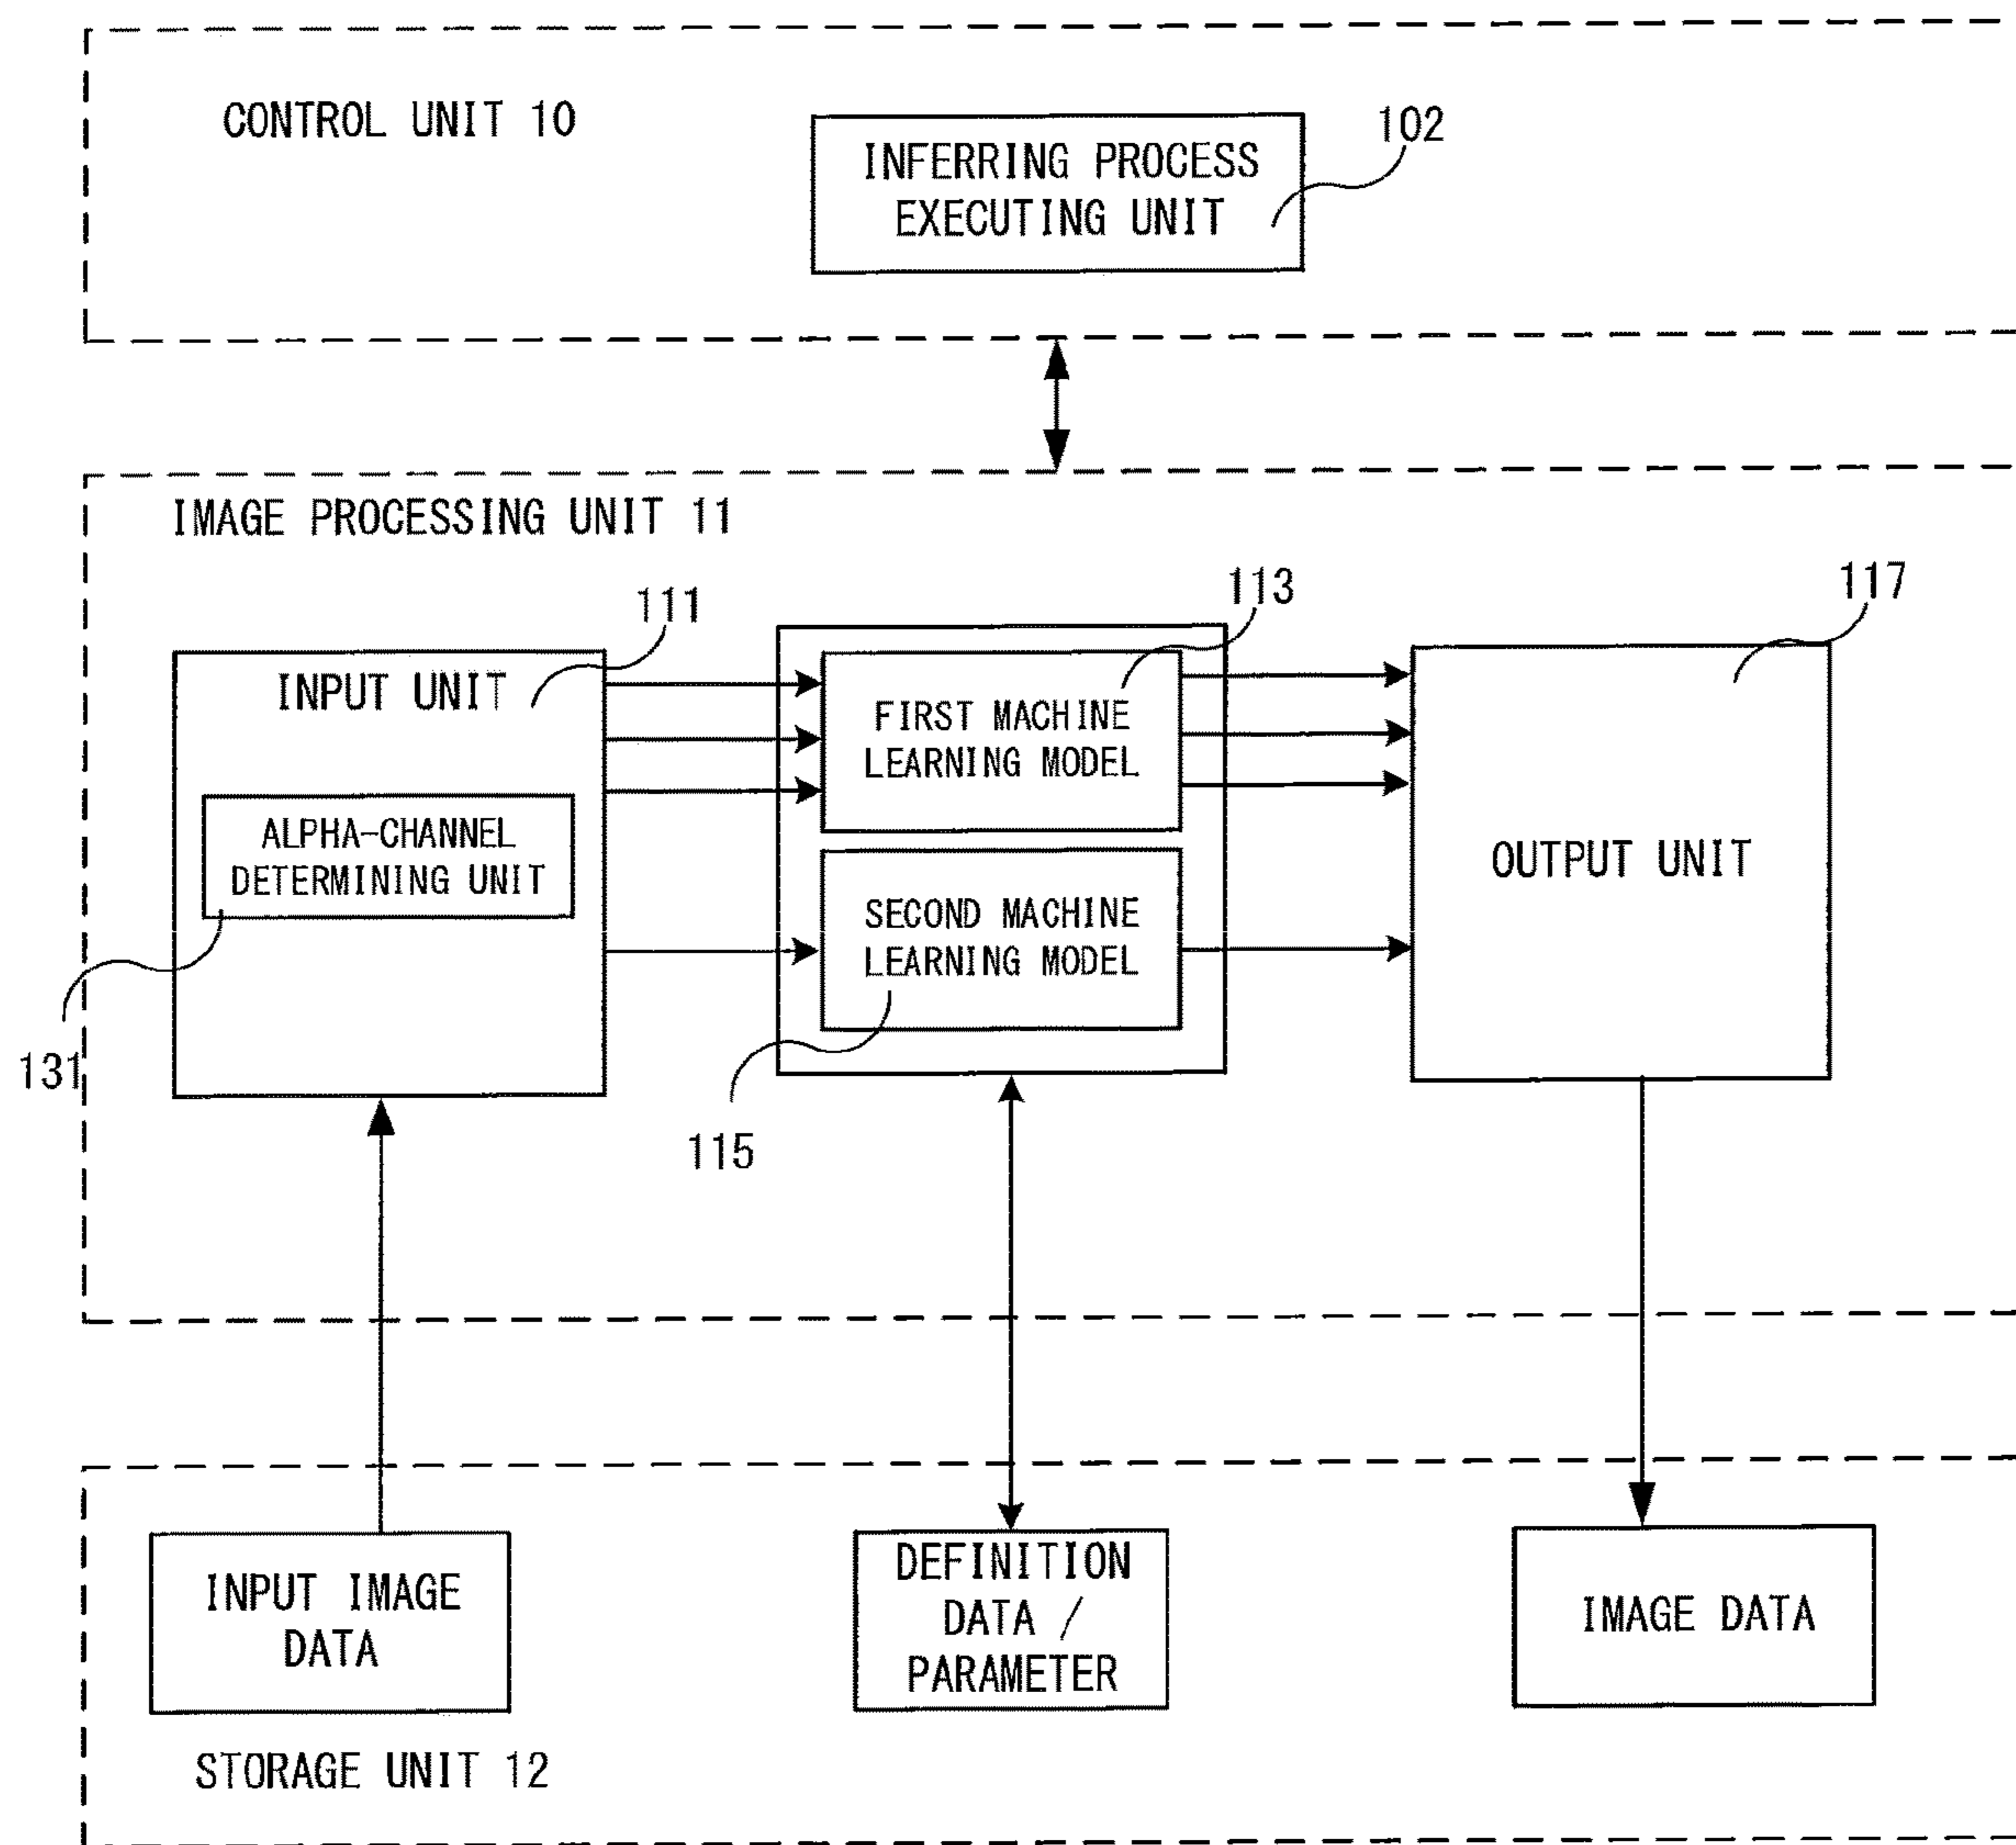 CONTROL UNIT 10
102
INFERRING PROCESS
EXECUTING UNIT
IMAGE PROCESSING UNIT 11
111
113
117
INPUT UNIT
ALPHA-CHANNEL
DETERMINING UNIT
131
FIRST MACHINE
LEARNING MODEL
SECOND MACHINE
LEARNING MODEL
115
OUTPUT UNIT
INPUT IMAGE
DATA
DEFINITION
DATA /
PARAMETER
IMAGE DATA
STORAGE UNIT 12